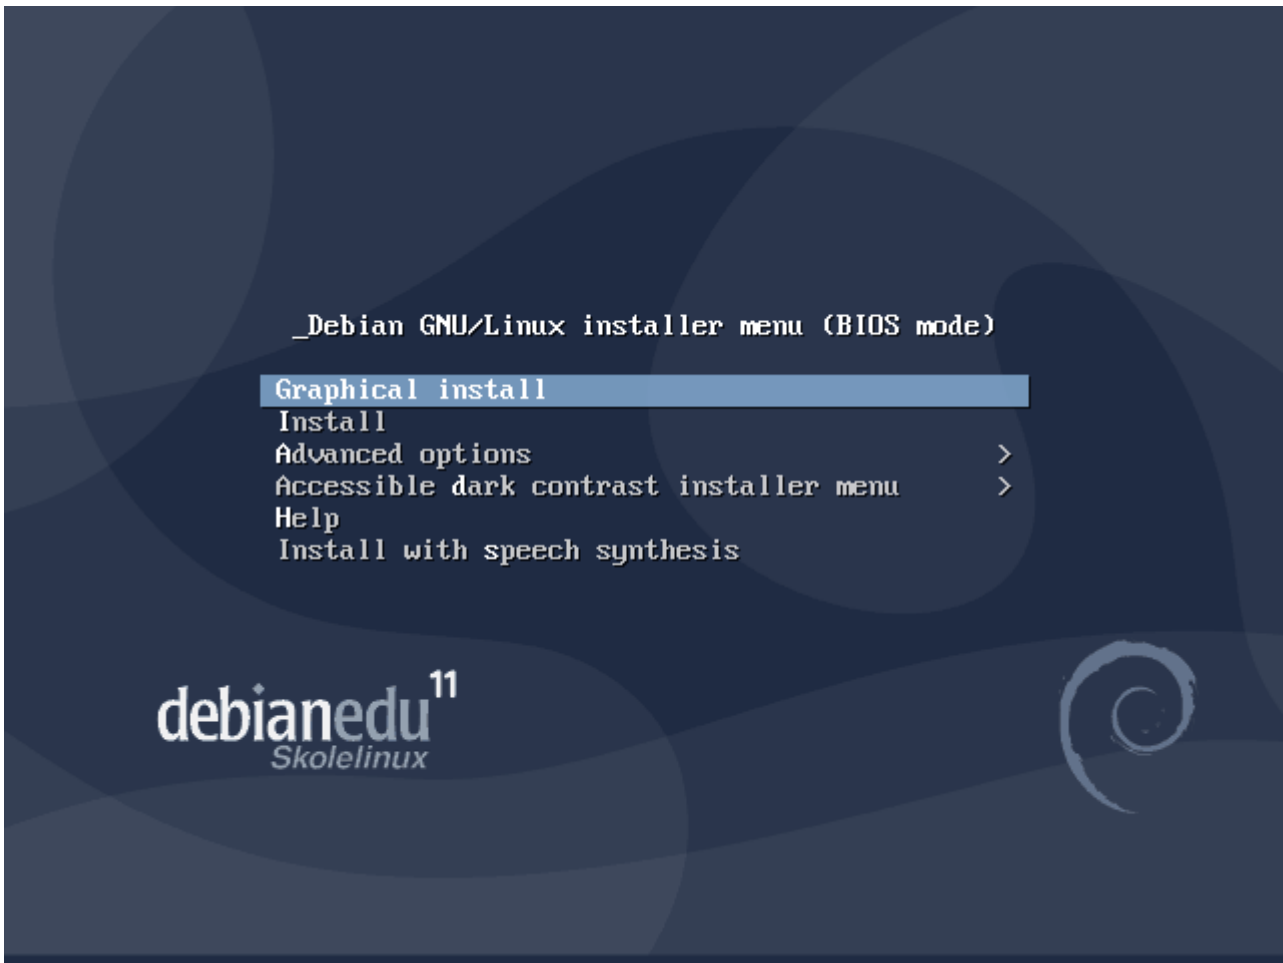 _Debian GNU/Linux installer menu (BIOS mode)
Graphical install
Install
Advanced options >
Accessible dark contrast installer menu >
Help
Install with speech synthesis
debianedu 11
Skolelinux